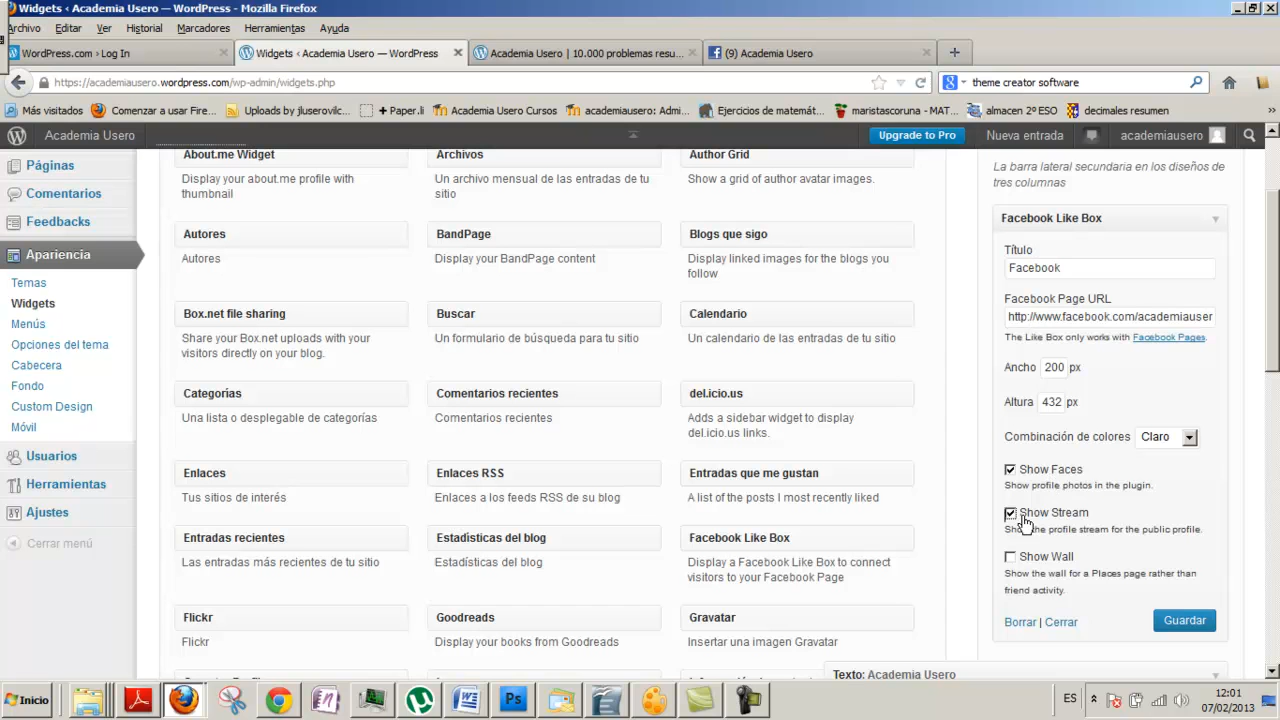 Widgets ‹ Academia Usero — WordPress - Mozilla Firefox
Archivo Editar Ver Historial Marcadores Herramientas Ayuda
WordPress.com › Log In
Widgets ‹ Academia Usero — WordPress
Academia Usero | 10.000 problemas resu...
(9) Academia Usero
https://academiausero.wordpress.com/wp-admin/widgets.php
theme creator software
Más visitados
Comenzar a usar Fire...
Uploads by jluserovilc...
+ Paper.li
Academia Usero Cursos
academiausero: Admi...
Ejercicios de matemát...
maristascoruna - MAT...
almacen 2º ESO
decimales resumen
Academia Usero
Upgrade to Pro
Nueva entrada
academiausero
Páginas
Comentarios
Feedbacks
Apariencia
Temas
Widgets
Menús
Opciones del tema
Cabecera
Fondo
Custom Design
Móvil
Usuarios
Herramientas
Ajustes
Cerrar menú
About.me Widget
Display your about.me profile with
thumbnail
Archivos
Un archivo mensual de las entradas de tu
sitio
Author Grid
Show a grid of author avatar images.
Autores
Autores
BandPage
Display your BandPage content
Blogs que sigo
Display linked images for the blogs you
follow
Box.net file sharing
Share your Box.net uploads with your
visitors directly on your blog.
Buscar
Un formulario de búsqueda para tu sitio
Calendario
Un calendario de las entradas de tu sitio
Categorías
Una lista o desplegable de categorías
Comentarios recientes
Comentarios recientes
del.icio.us
Adds a sidebar widget to display
del.icio.us links.
Enlaces
Tus sitios de interés
Enlaces RSS
Enlaces a los feeds RSS de su blog
Entradas que me gustan
A list of the posts I most recently liked
Entradas recientes
Las entradas más recientes de tu sitio
Estadísticas del blog
Estadísticas del blog
Facebook Like Box
Display a Facebook Like Box to connect
visitors to your Facebook Page
Flickr
Flickr
Goodreads
Display your books from Goodreads
Gravatar
Insertar una imagen Gravatar
La barra lateral secundaria en los diseños de
tres columnas
Facebook Like Box
Título
Facebook
Facebook Page URL
http://www.facebook.com/academiauser
The Like Box only works with Facebook Pages.
Ancho 200 px
Altura 432 px
Combinación de colores Claro
Show Faces
Show profile photos in the plugin.
Show Stream
Show the profile stream for the public profile.
Show Wall
Show the wall for a Places page rather than
friend activity.
Borrar | Cerrar
Guardar
Texto: Academia Usero
Inicio
ES
12:01
07/02/2013